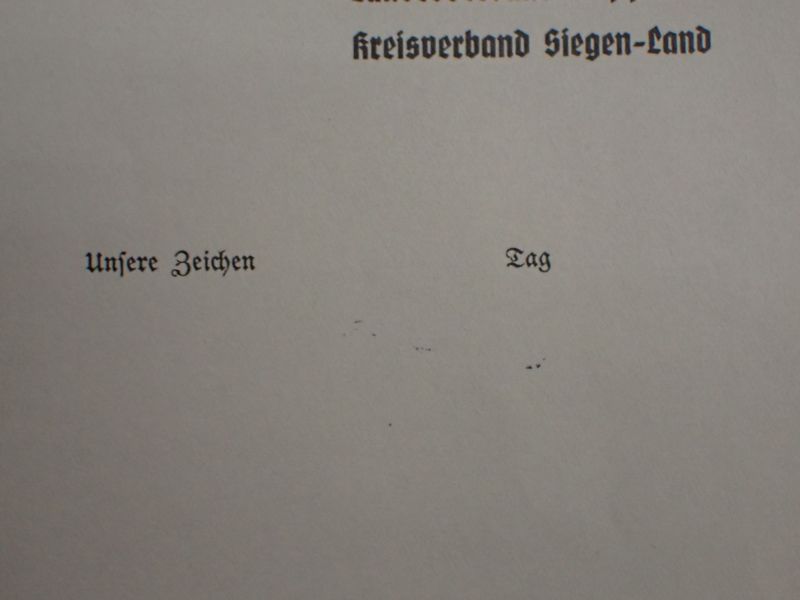 Kreisverband Siegen-Land
Unſere Zeichen
Tag